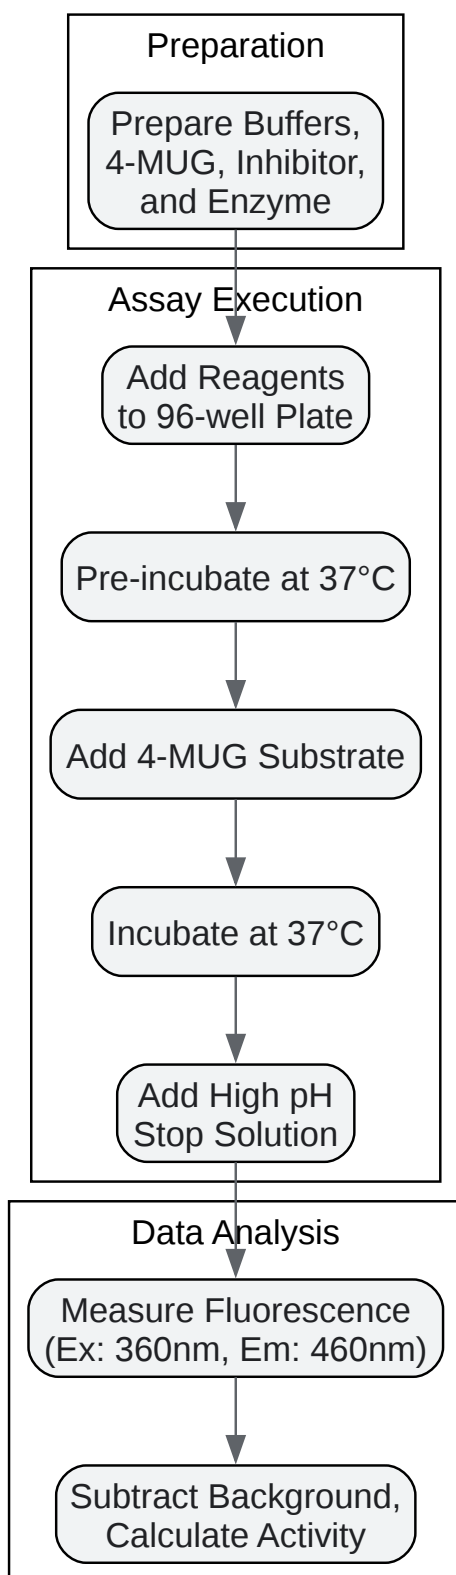 Preparation
Prepare Buffers,
4-MUG, Inhibitor,
and Enzyme
Assay Execution
Add Reagents
to 96-well Plate
Pre-incubate at 37°C
Add 4-MUG Substrate
Incubate at 37°C
Add High pH
Stop Solution
Data Analysis
Measure Fluorescence
(Ex: 360nm, Em: 460nm)
Subtract Background,
Calculate Activity